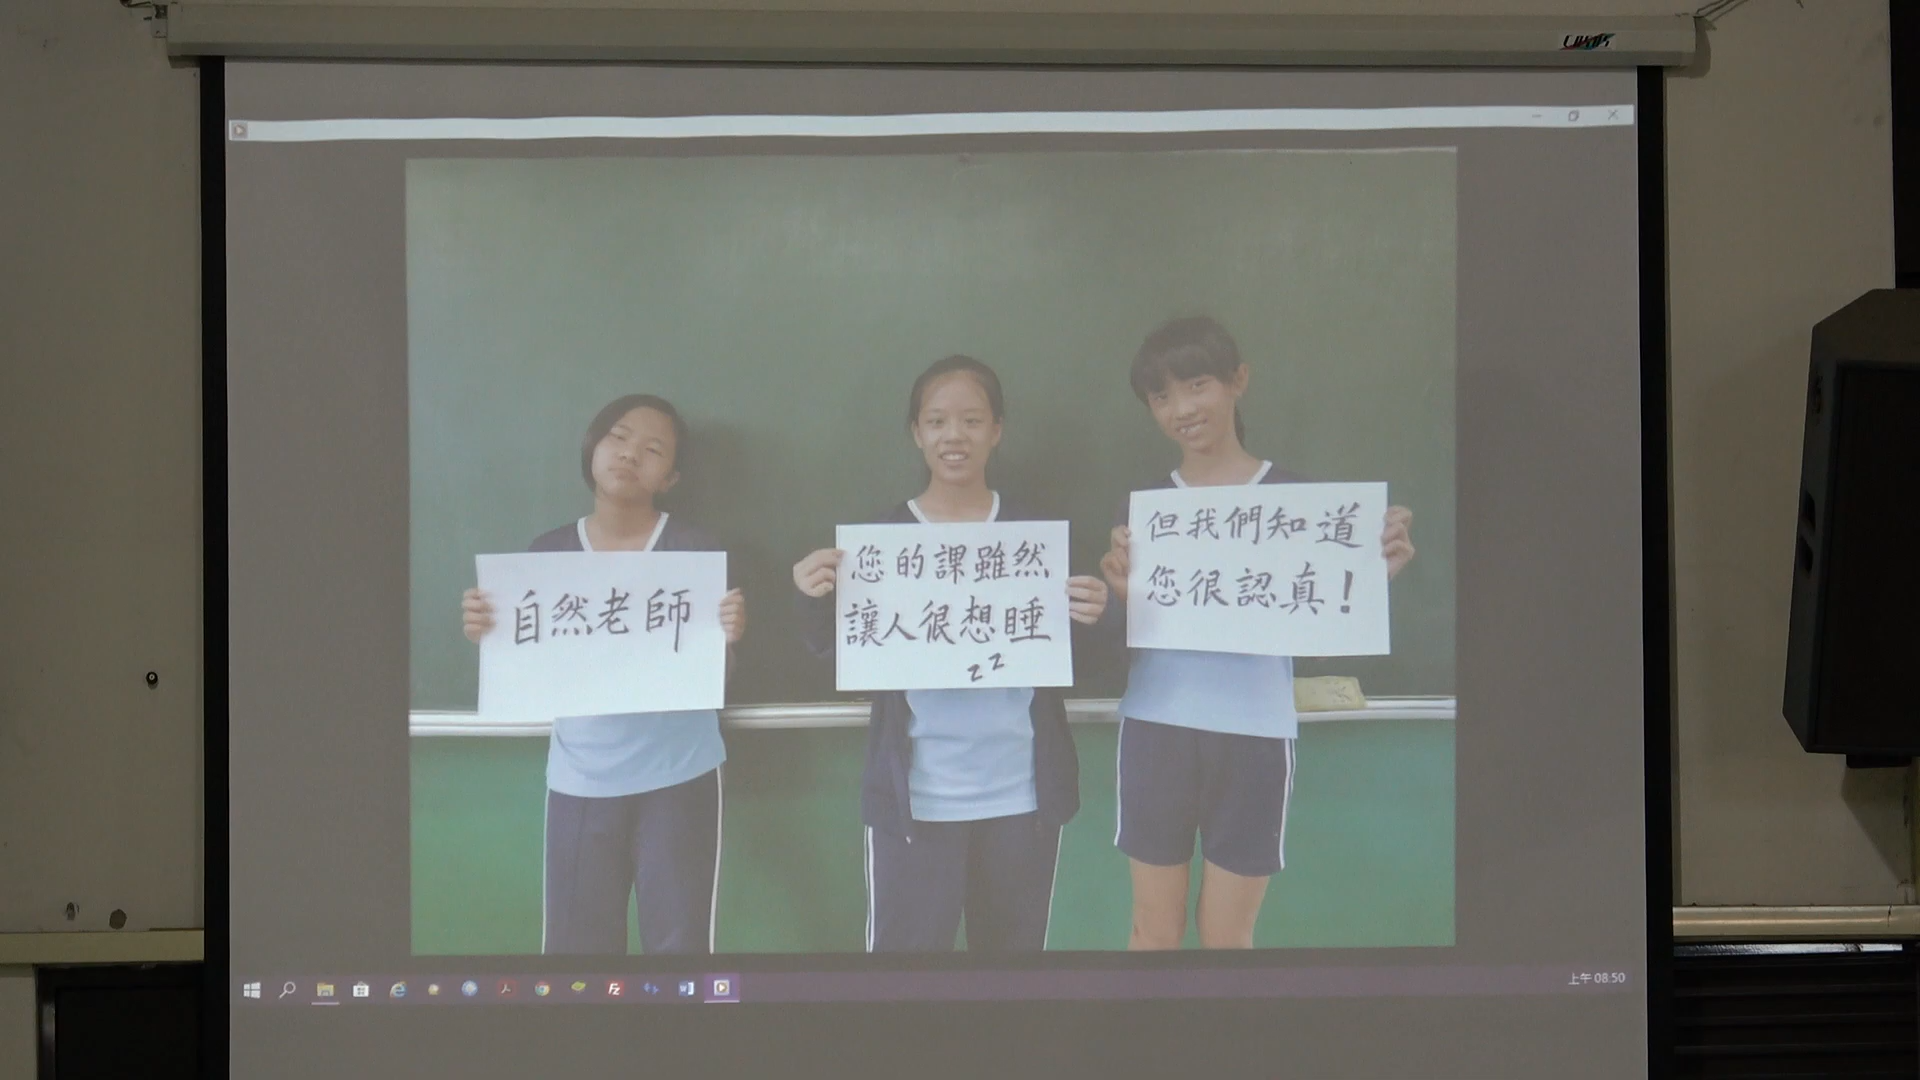 自然老師
您的課雖然
讓人很想睡
zz
但我們知道
您很認真！
上午 08:50